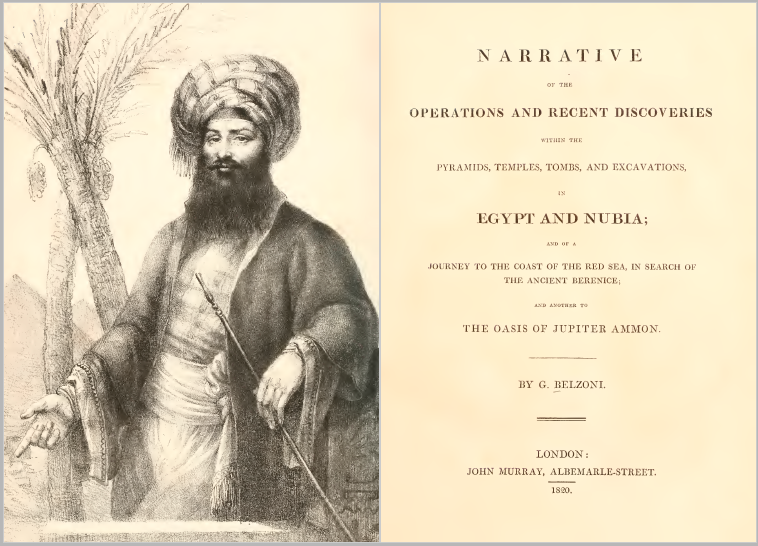 NARRATIVE
OF THE
OPERATIONS AND RECENT DISCOVERIES
WITHIN THE
PYRAMIDS, TEMPLES, TOMBS, AND EXCAVATIONS,
IN
EGYPT AND NUBIA;
AND OF A
JOURNEY TO THE COAST OF THE RED SEA, IN SEARCH OF
THE ANCIENT BERENICE;
AND ANOTHER TO
THE OASIS OF JUPITER AMMON.
BY G. BELZONI.
LONDON:
JOHN MURRAY, ALBEMARLE-STREET.
1820.